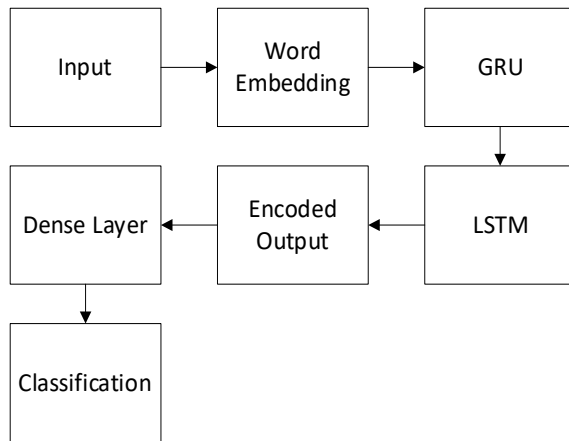 Input
Word
Embedding
GRU
LSTM
Encoded
Output
Dense Layer
Classification